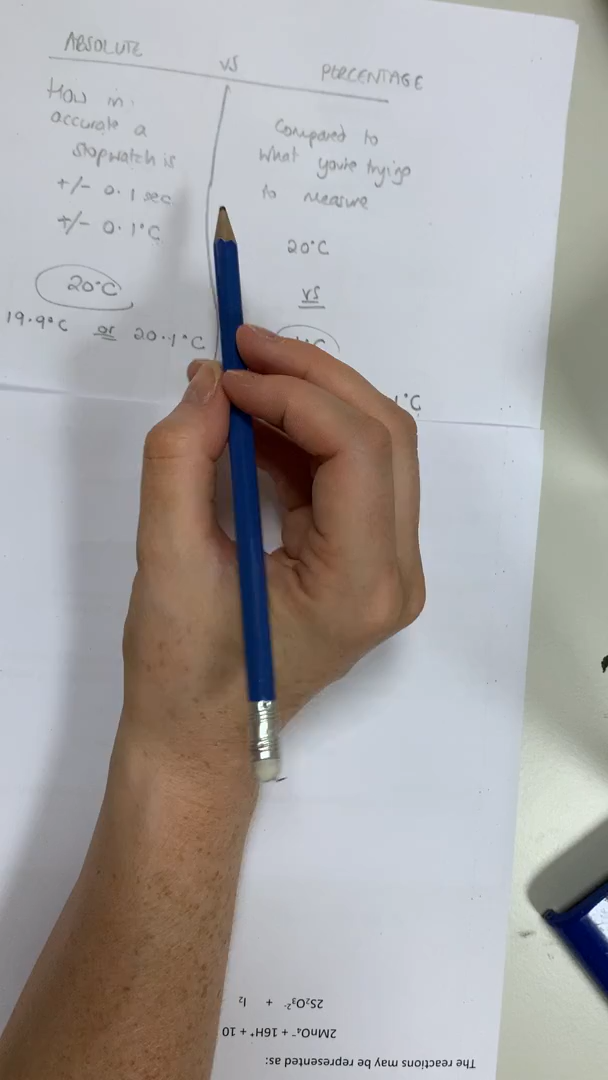 ABSOLUTE vs PERCENTAGE
How in
accurate a
stopwatch is
+/- 0.1 sec
+/- 0.1°C
20°C
19.9°C or 20.1°C
Compared to
what you're trying
to measure
20°C
vs
°C
1°C
The reactions may be represented as:
2MnO₄⁻ + 16H⁺ + 10
2S₂O₃²⁻ + I₂